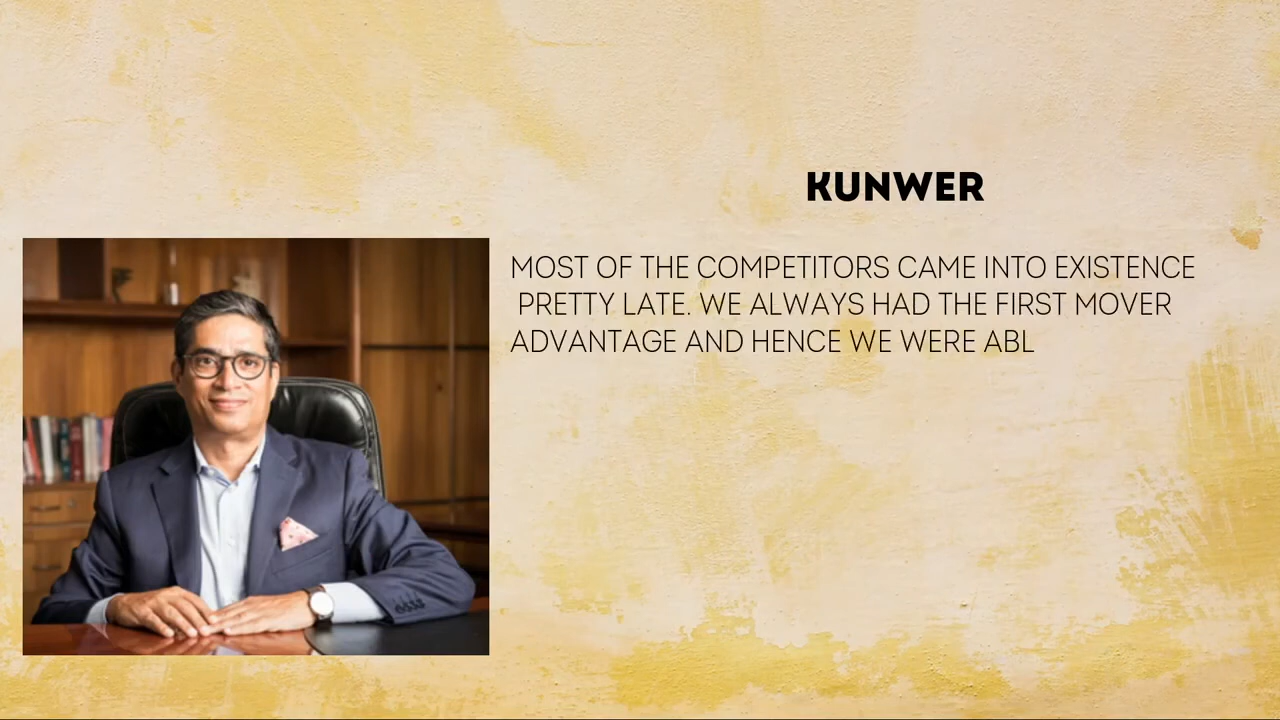 KUNWER
MOST OF THE COMPETITORS CAME INTO EXISTENCE
PRETTY LATE. WE ALWAYS HAD THE FIRST MOVER
ADVANTAGE AND HENCE WE WERE ABL